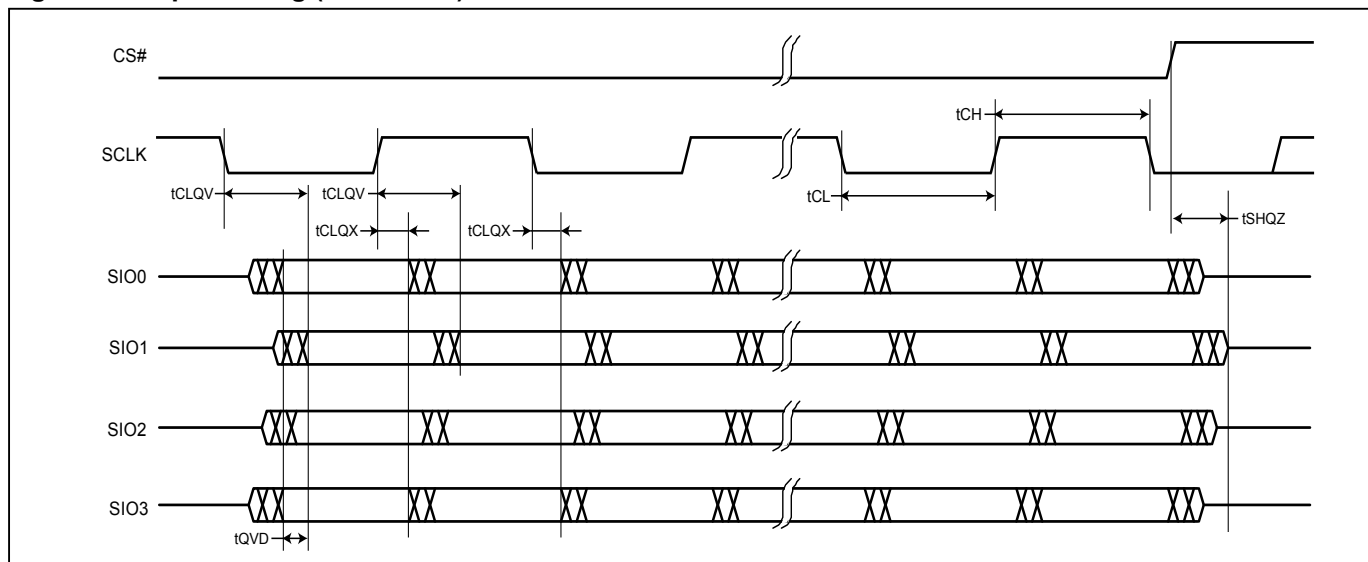 CS#
tCH
SCLK
tCLQV
tCLQV
tCL
tSHQZ
tCLQX
tCLQX
SIO0
SIO1
SIO2
SIO3
tQVD